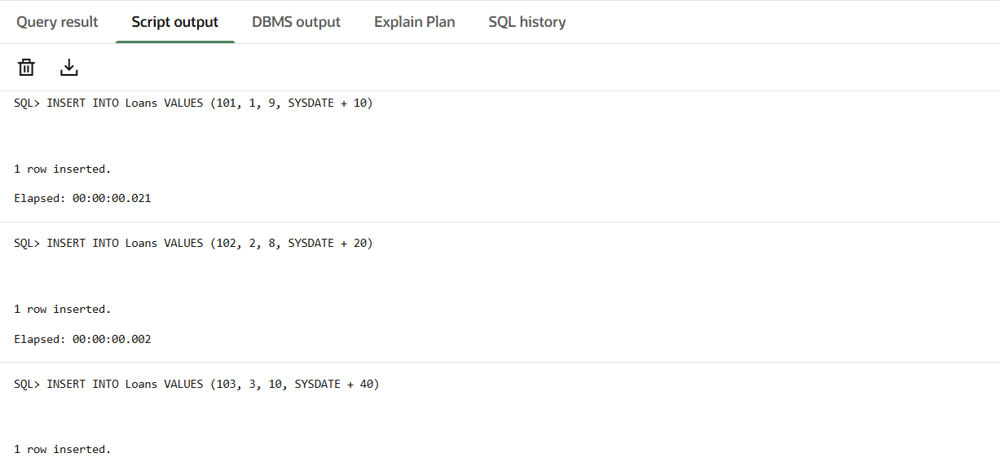 Query result Script output DBMS output Explain Plan SQL history
SQL> INSERT INTO Loans VALUES (101, 1, 9, SYSDATE + 10)
1 row inserted.
Elapsed: 00:00:00.021
SQL> INSERT INTO Loans VALUES (102, 2, 8, SYSDATE + 20)
1 row inserted.
Elapsed: 00:00:00.002
SQL> INSERT INTO Loans VALUES (103, 3, 10, SYSDATE + 40)
1 row inserted.